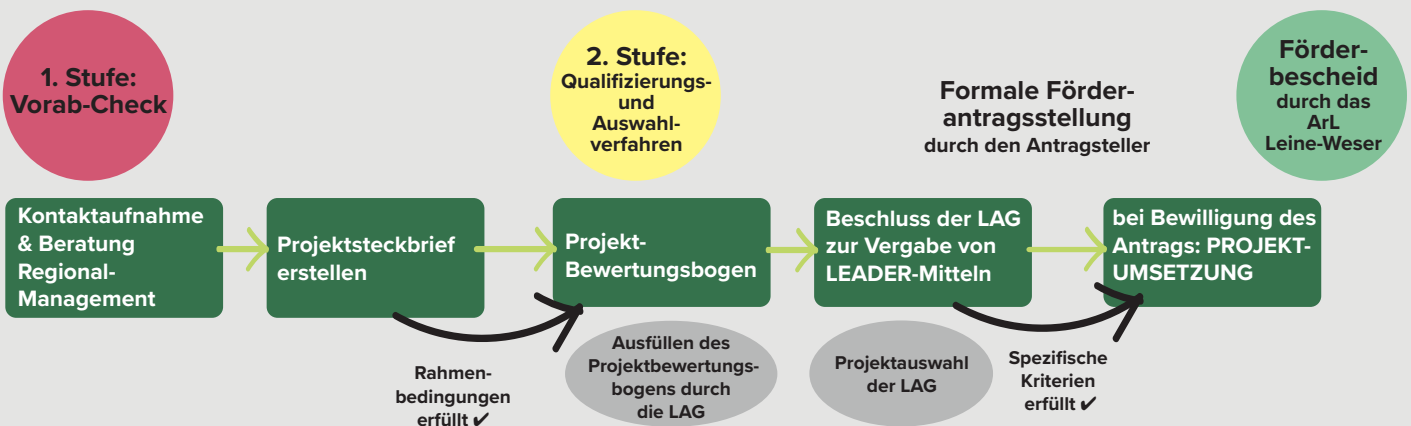 1. Stufe:
Vorab-Check
2. Stufe:
Qualifizierungs-
und
Auswahl-
verfahren
Formale Förder-
antragsstellung
durch den Antragsteller
Förder-
bescheid
durch das
ArL
Leine-Weser
Kontaktaufnahme
& Beratung
Regional-
Management
Projektsteckbrief
erstellen
Projekt-
Bewertungsbogen
Beschluss der LAG
zur Vergabe von
LEADER-Mitteln
bei Bewilligung des
Antrags: PROJEKT-
UMSETZUNG
Rahmen-
bedingungen
erfüllt ✔
Ausfüllen des
Projektbewertungs-
bogens durch
die LAG
Projektauswahl
der LAG
Spezifische
Kriterien
erfüllt ✔